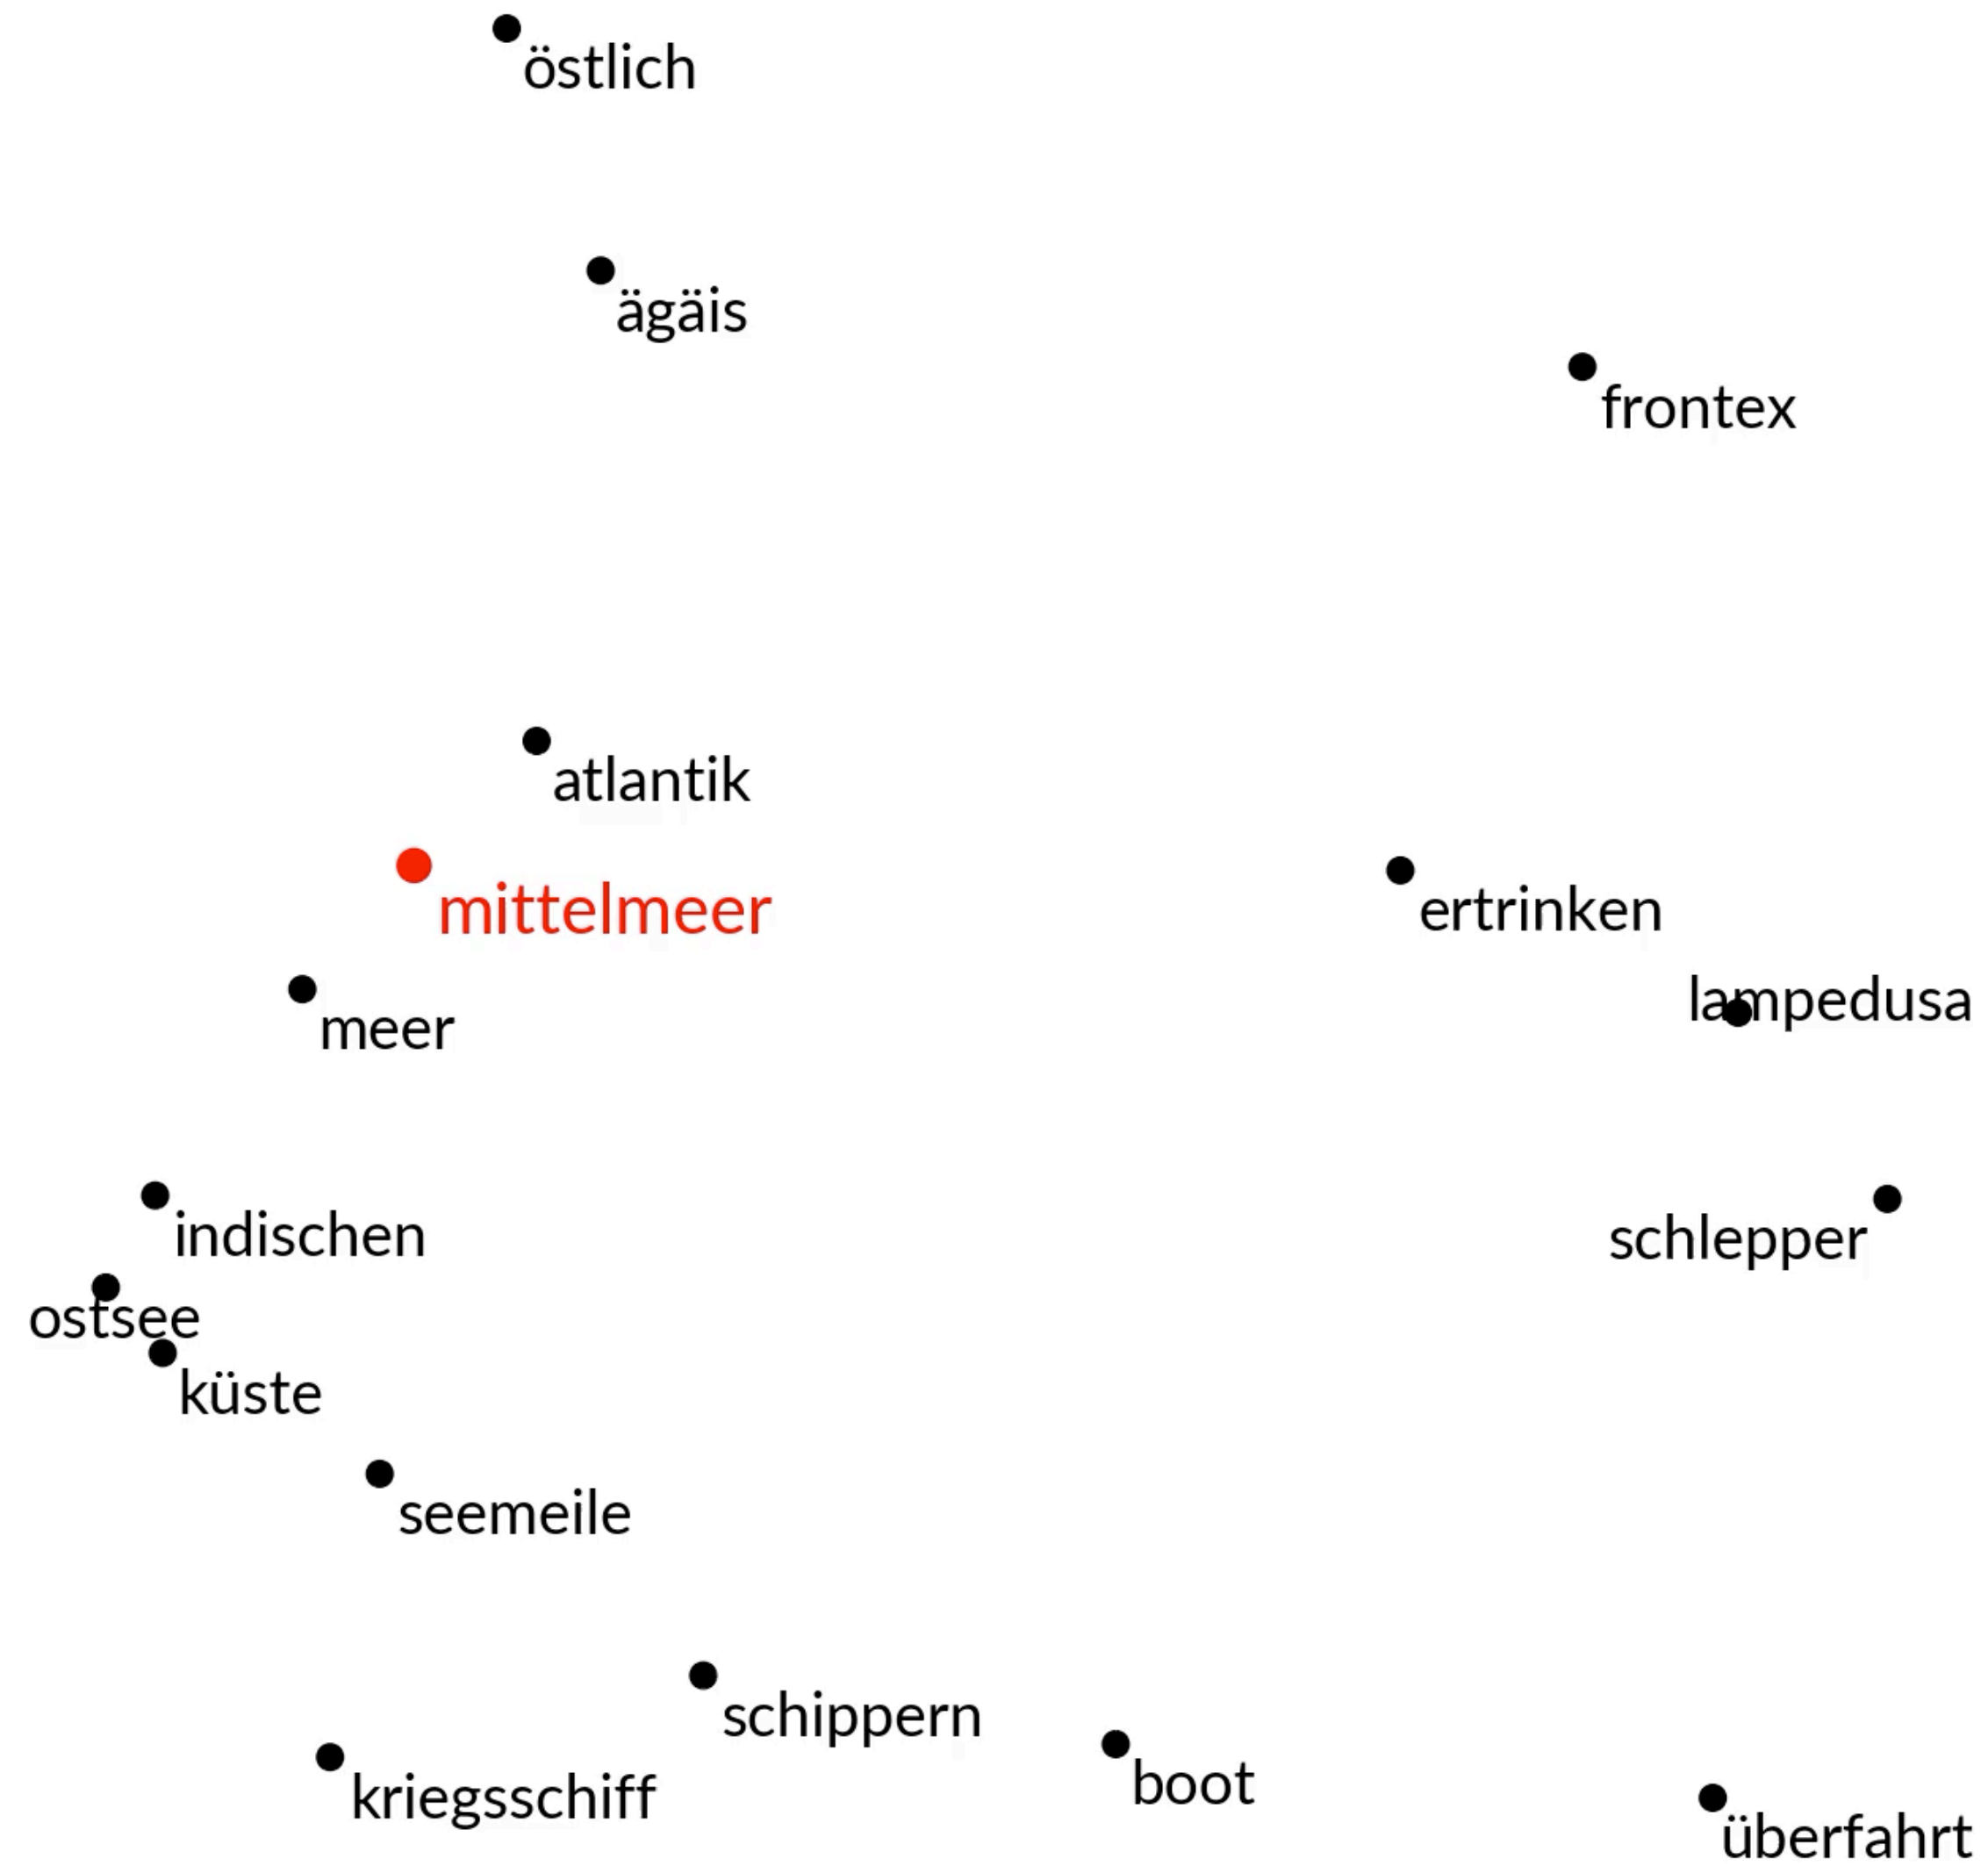 östlich
ägäis
frontex
atlantik
mittelmeer
ertrinken
lampedusa
meer
indischen
schlepper
ostsee
küste
seemeile
schippern
boot
kriegsschiff
überfahrt